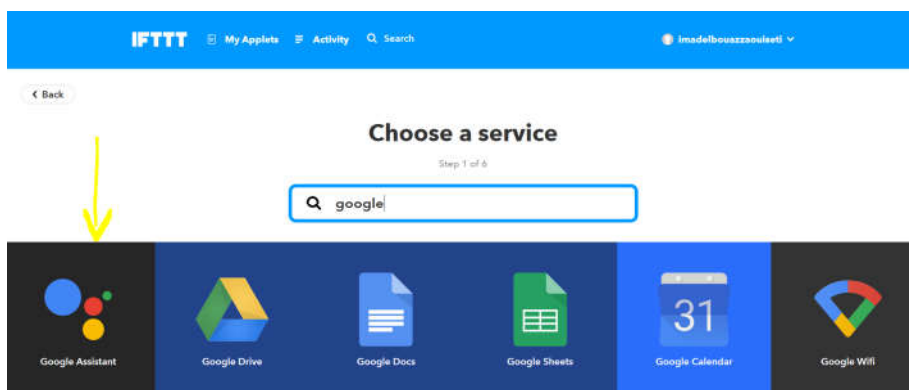 IFTTT My Applets Activity Search imadelbouazzaouiseti
Back
Choose a service
Step 1 of 6
google
31
Google Assistant Google Drive Google Docs Google Sheets Google Calendar Google Wifi